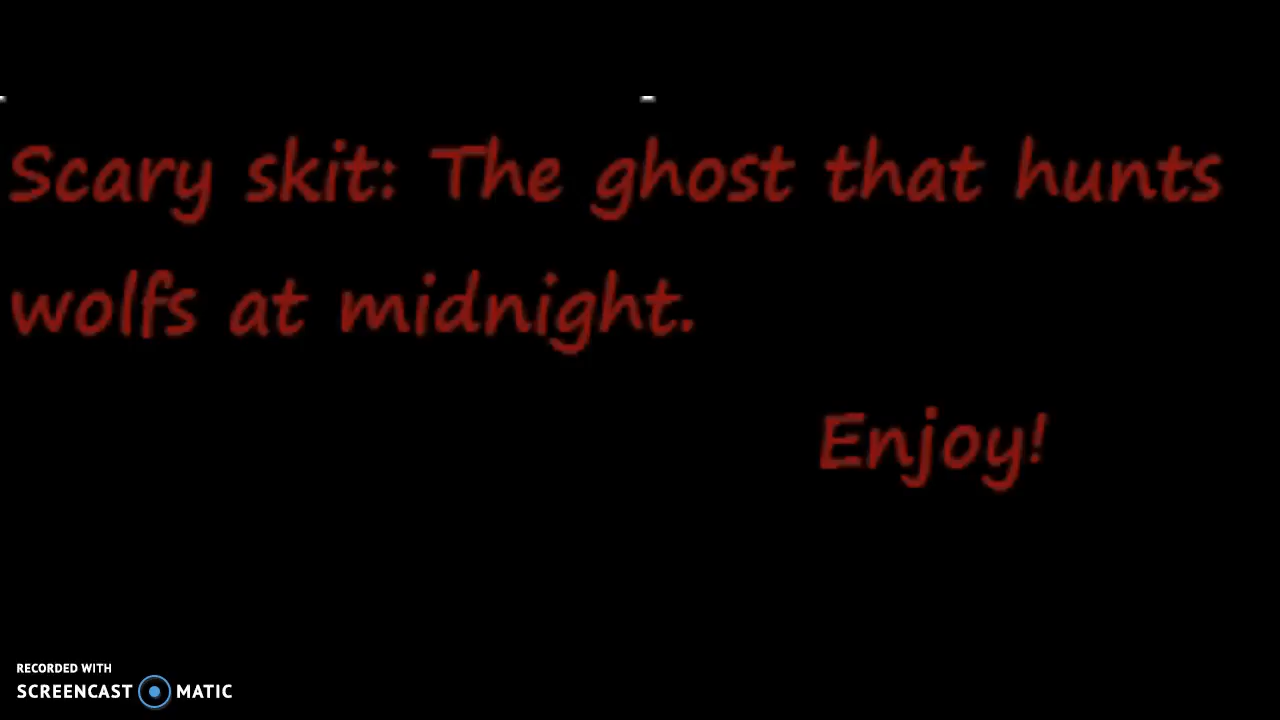 Scary skit: The ghost that hunts
wolfs at midnight.
Enjoy!
RECORDED WITH
SCREENCAST MATIC